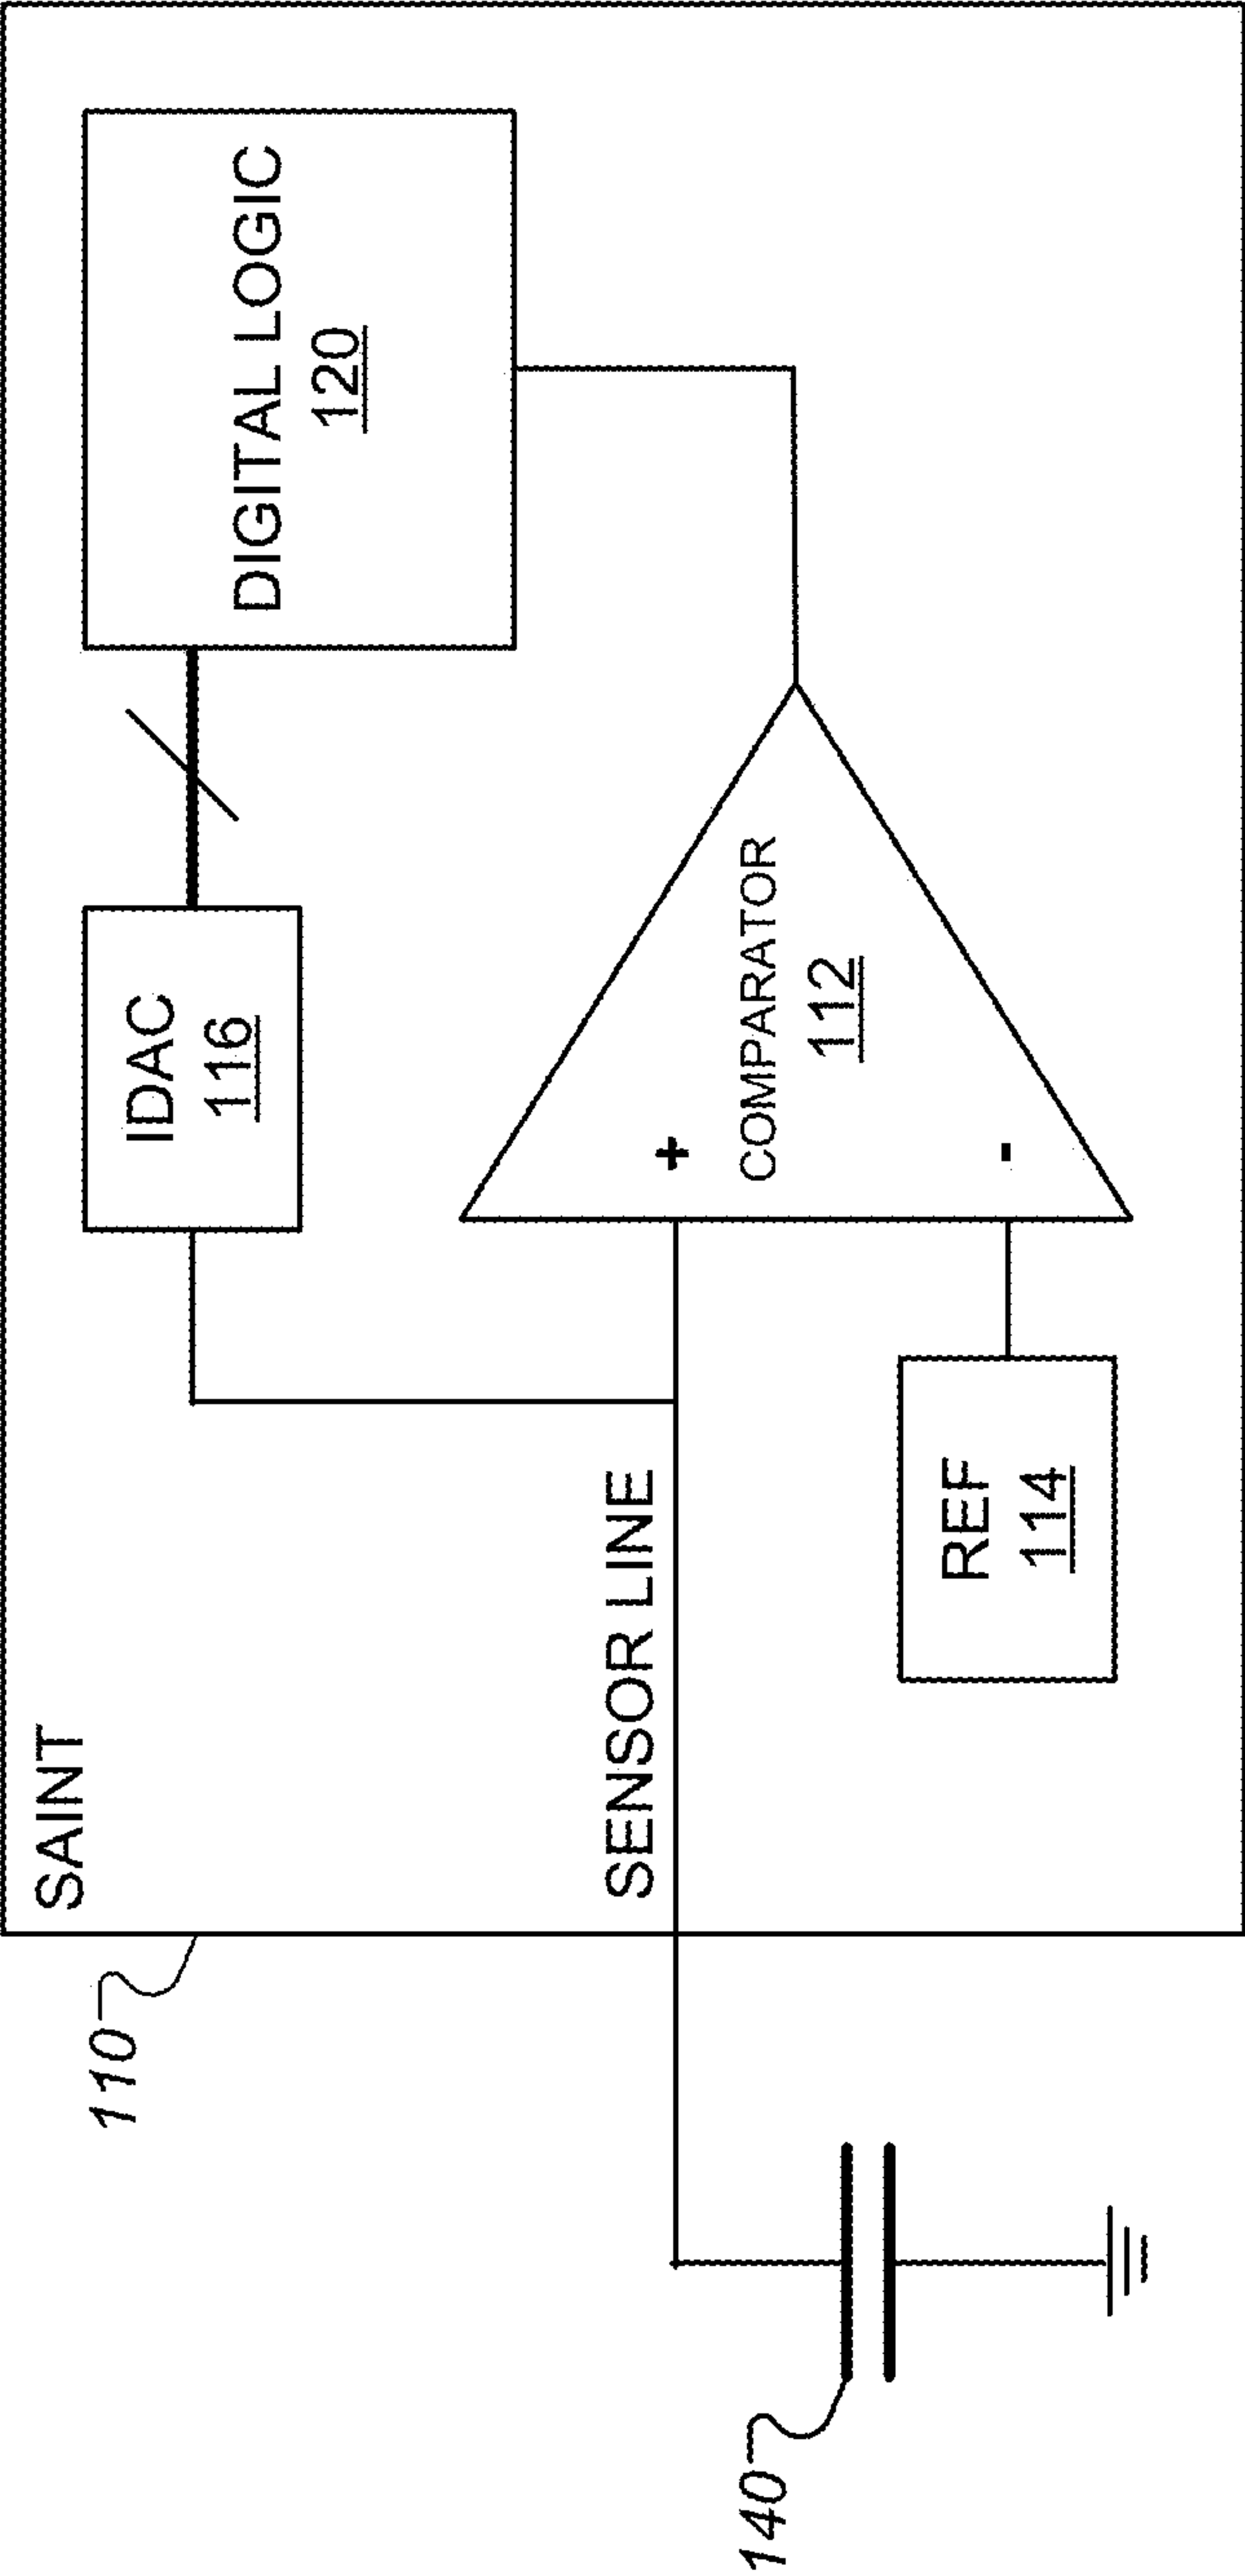 110
SAINT
IDAC
116
DIGITAL LOGIC
120
SENSOR LINE
+
COMPARATOR
112
-
REF
114
140